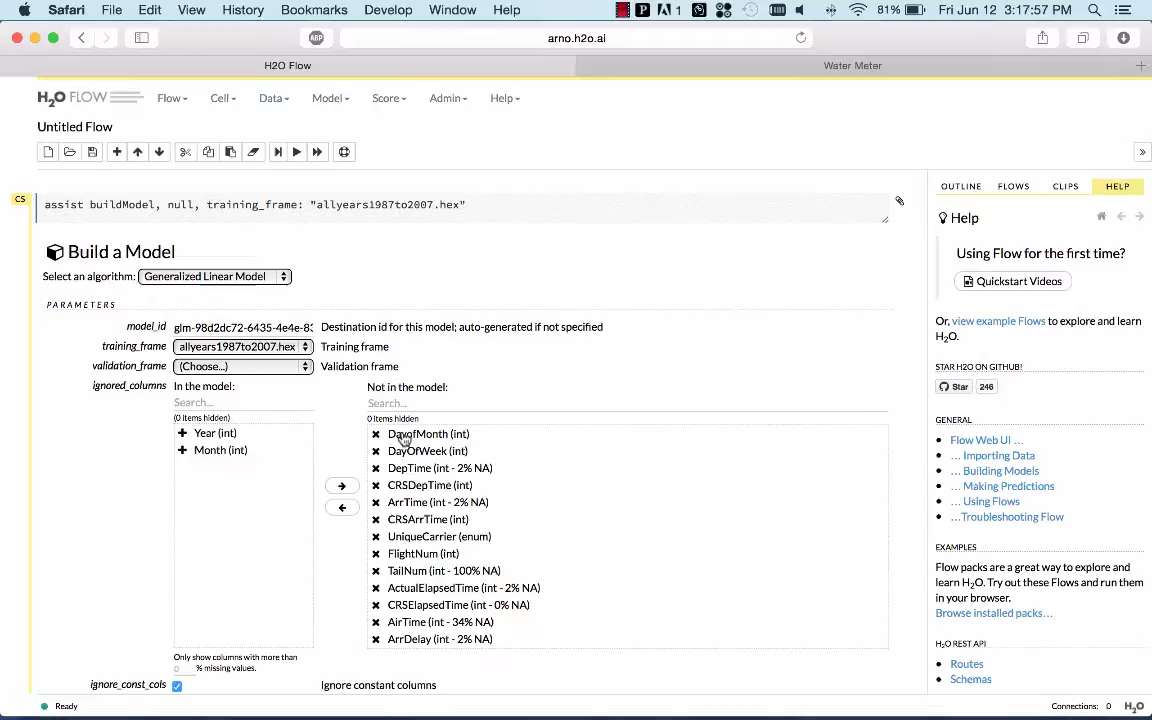 Safari File Edit View History Bookmarks Develop Window Help 1 81% Fri Jun 12 3:17:57 PM
ABP arno.h2o.ai
H2O Flow Water Meter
H2O FLOW Flow Cell Data Model Score Admin Help
Untitled Flow
OUTLINE FLOWS CLIPS HELP
CS
assist buildModel, null, training_frame: "allyears1987to2007.hex"
Help
Build a Model
Using Flow for the first time?
Select an algorithm: Generalized Linear Model
Quickstart Videos
PARAMETERS
model_id glm-98d2dc72-6435-4e4e-83 Destination id for this model; auto-generated if not specified
Or, view example Flows to explore and learn
H2O.
training_frame allyears1987to2007.hex Training frame
validation_frame (Choose...) Validation frame
STAR H2O ON GITHUB!
Star 246
ignored_columns In the model: Not in the model:
Search... Search...
(0 items hidden) 0 items hidden
GENERAL
Year (int) DayofMonth (int)
Month (int) DayOfWeek (int)
DepTime (int - 2% NA)
CRSDepTime (int)
ArrTime (int - 2% NA)
CRSArrTime (int)
UniqueCarrier (enum)
FlightNum (int)
TailNum (int - 100% NA)
ActualElapsedTime (int - 2% NA)
CRSElapsedTime (int - 0% NA)
AirTime (int - 34% NA)
ArrDelay (int - 2% NA)
Flow Web UI ...
... Importing Data
... Building Models
... Making Predictions
... Using Flows
...Troubleshooting Flow
EXAMPLES
Flow packs are a great way to explore and
learn H2O. Try out these Flows and run them
in your browser.
Browse installed packs...
H2O REST API
Routes
Schemas
Only show columns with more than
0 % missing values.
ignore_const_cols Ignore constant columns
Ready Connections: 0 H2O